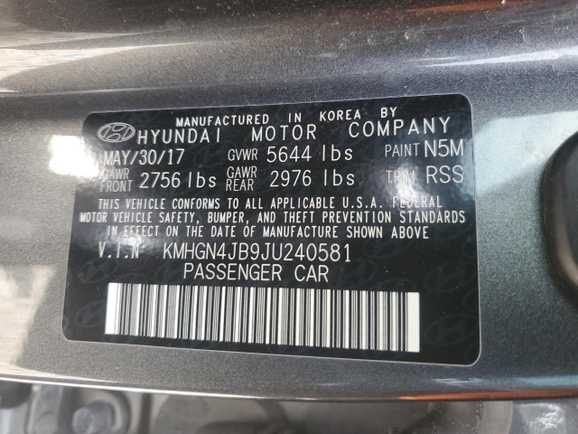 MANUFACTURED IN KOREA BY
HYUNDAI MOTOR COMPANY
MAY/30/17 GVWR 5644 lbs PAINT N5M
GAWR FRONT 2756 lbs GAWR REAR 2976 lbs TRIM RSS
THIS VEHICLE CONFORMS TO ALL APPLICABLE U.S.A. FEDERAL
MOTOR VEHICLE SAFETY, BUMPER, AND THEFT PREVENTION STANDARDS
IN EFFECT ON THE DATE OF MANUFACTURE SHOWN ABOVE.
V.I.N KMHGN4JB9JU240581
PASSENGER CAR